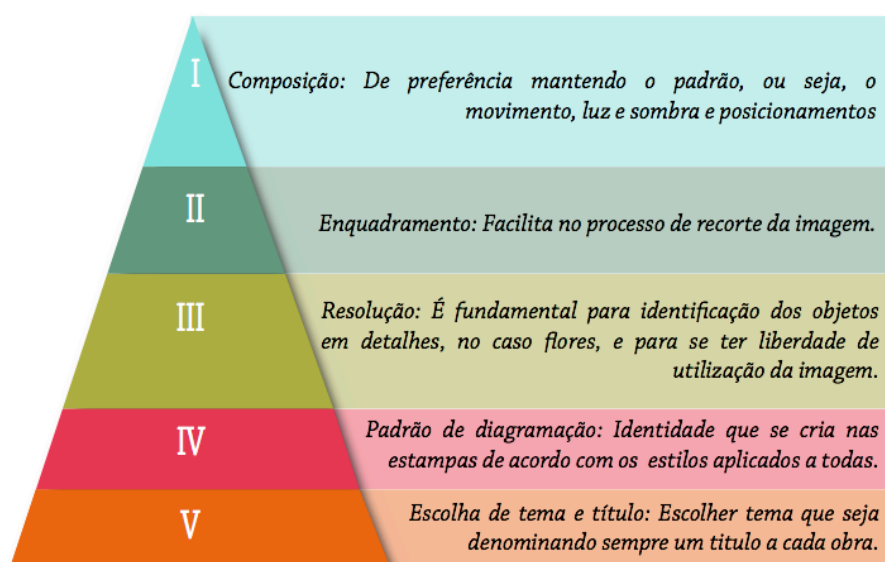 I
Composição: De preferência mantendo o padrão, ou seja, o
movimento, luz e sombra e posicionamentos
II
Enquadramento: Facilita no processo de recorte da imagem.
III
Resolução: É fundamental para identificação dos objetos
em detalhes, no caso flores, e para se ter liberdade de
utilização da imagem.
IV
Padrão de diagramação: Identidade que se cria nas
estampas de acordo com os estilos aplicados a todas.
V
Escolha de tema e título: Escolher tema que seja
denominando sempre um titulo a cada obra.